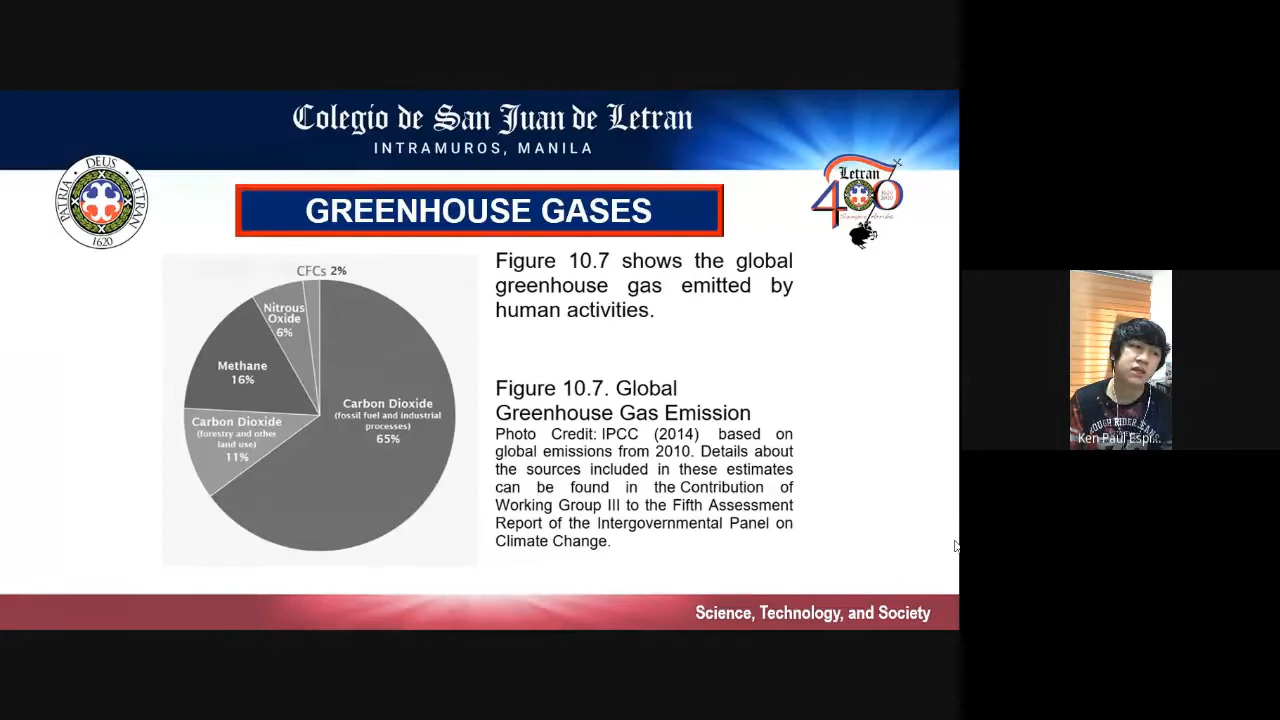 Colegio de San Juan de Letran
INTRAMUROS, MANILA
DEUS
PATRIA
LETRAN
1620
Letran
400
GREENHOUSE GASES
CFCs 2%
Nitrous
Oxide
6%
Methane
16%
Carbon Dioxide
(forestry and other
land use)
11%
Carbon Dioxide
(fossil fuel and industrial
processes)
65%
Figure 10.7 shows the global
greenhouse gas emitted by
human activities.
Figure 10.7. Global
Greenhouse Gas Emission
Photo Credit: IPCC (2014) based on
global emissions from 2010. Details about
the sources included in these estimates
can be found in the Contribution of
Working Group III to the Fifth Assessment
Report of the Intergovernmental Panel on
Climate Change.
Science, Technology, and Society
Ken Paul Espi...